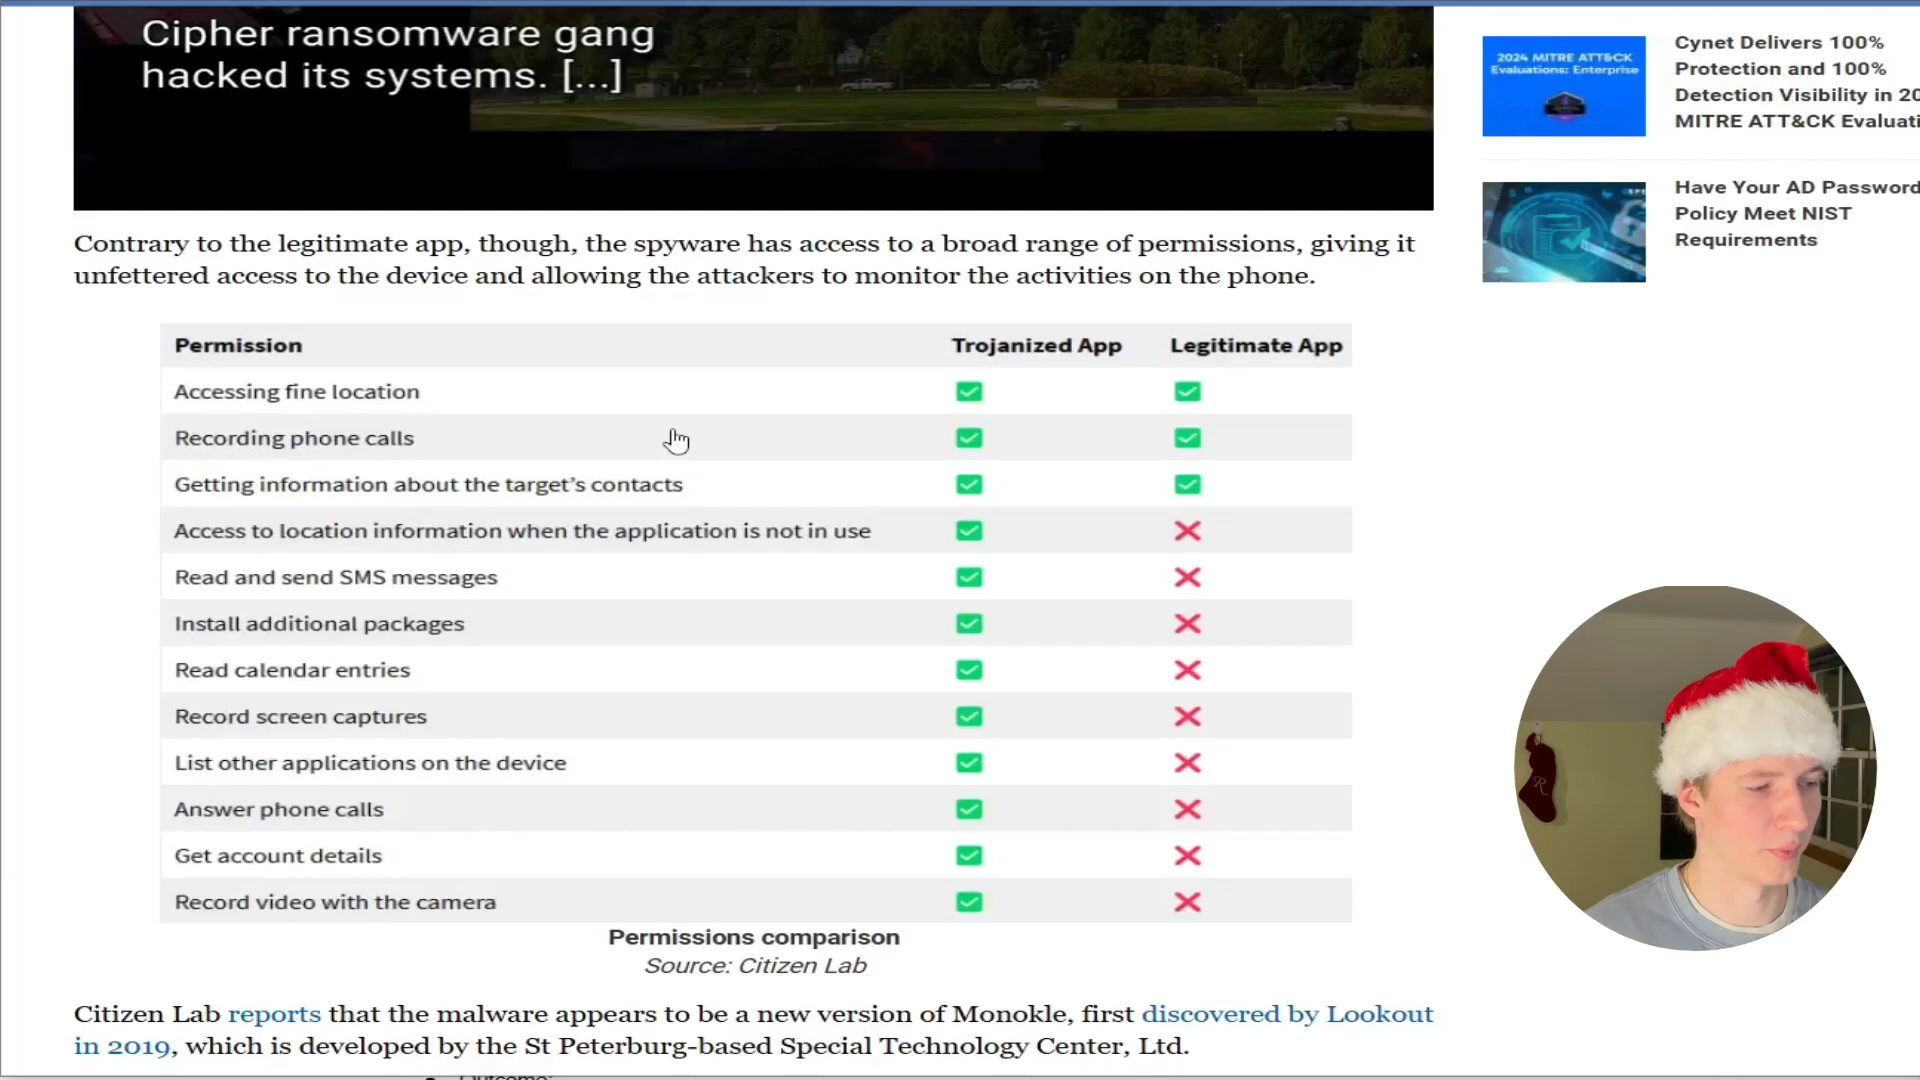 Cipher ransomware gang
hacked its systems. [...]
2024 MITRE ATT&CK
Evaluations: Enterprise
Cynet Delivers 100%
Protection and 100%
Detection Visibility in
MITRE ATT&CK
Have Your AD Password
Policy Meet NIST
Requirements
Contrary to the legitimate app, though, the spyware has access to a broad range of permissions, giving it
unfettered access to the device and allowing the attackers to monitor the activities on the phone.
Permission Trojanized App Legitimate App
Accessing fine location
Recording phone calls
Getting information about the target’s contacts
Access to location information when the application is not in use
Read and send SMS messages
Install additional packages
Read calendar entries
Record screen captures
List other applications on the device
Answer phone calls
Get account details
Record video with the camera
Permissions comparison
Source: Citizen Lab
Citizen Lab reports that the malware appears to be a new version of Monokle, first discovered by Lookout
in 2019, which is developed by the St Peterburg-based Special Technology Center, Ltd.
R